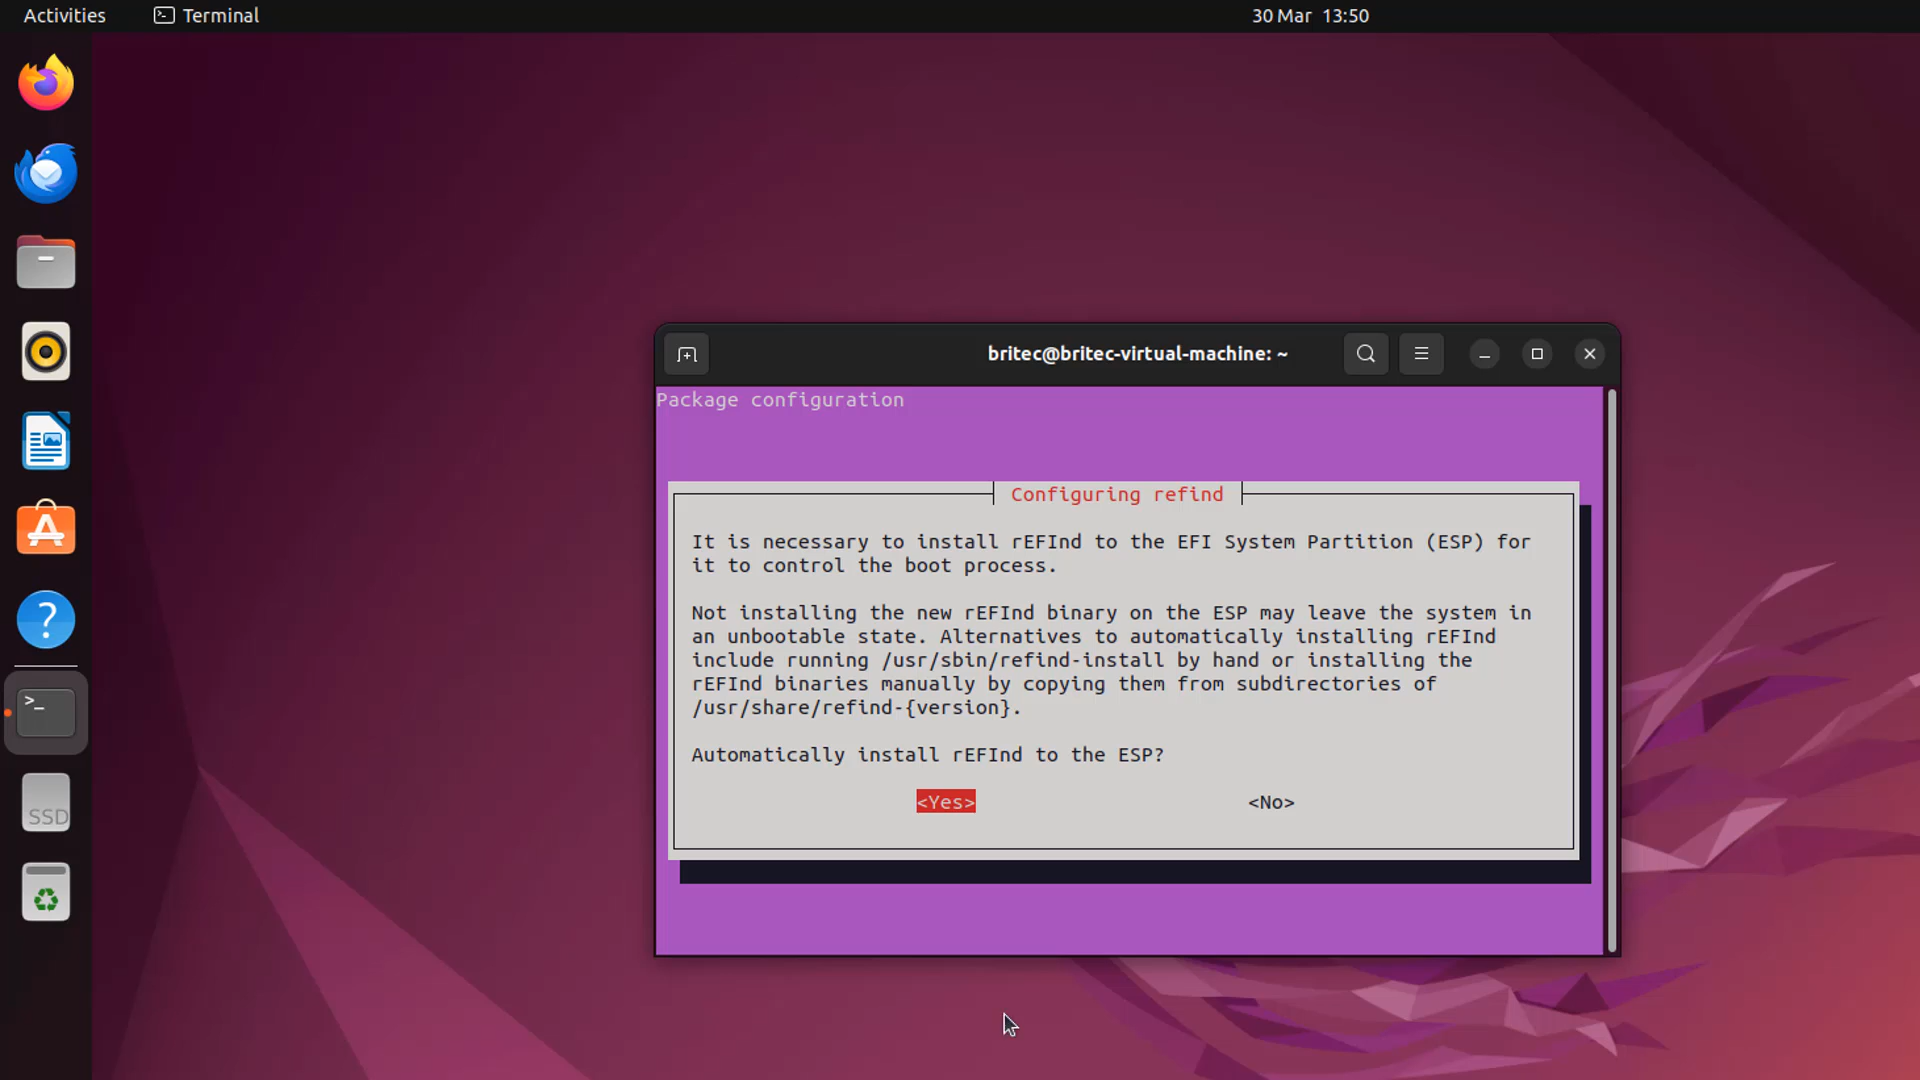 Activities
Terminal
30 Mar 13:50
britec@britec-virtual-machine: ~
Package configuration
Configuring refind
It is necessary to install rEFInd to the EFI System Partition (ESP) for
it to control the boot process.
Not installing the new rEFInd binary on the ESP may leave the system in
an unbootable state. Alternatives to automatically installing rEFInd
include running /usr/sbin/refind-install by hand or installing the
rEFInd binaries manually by copying them from subdirectories of
/usr/share/refind-{version}.
Automatically install rEFInd to the ESP?
<Yes> <No>
>_
SSD